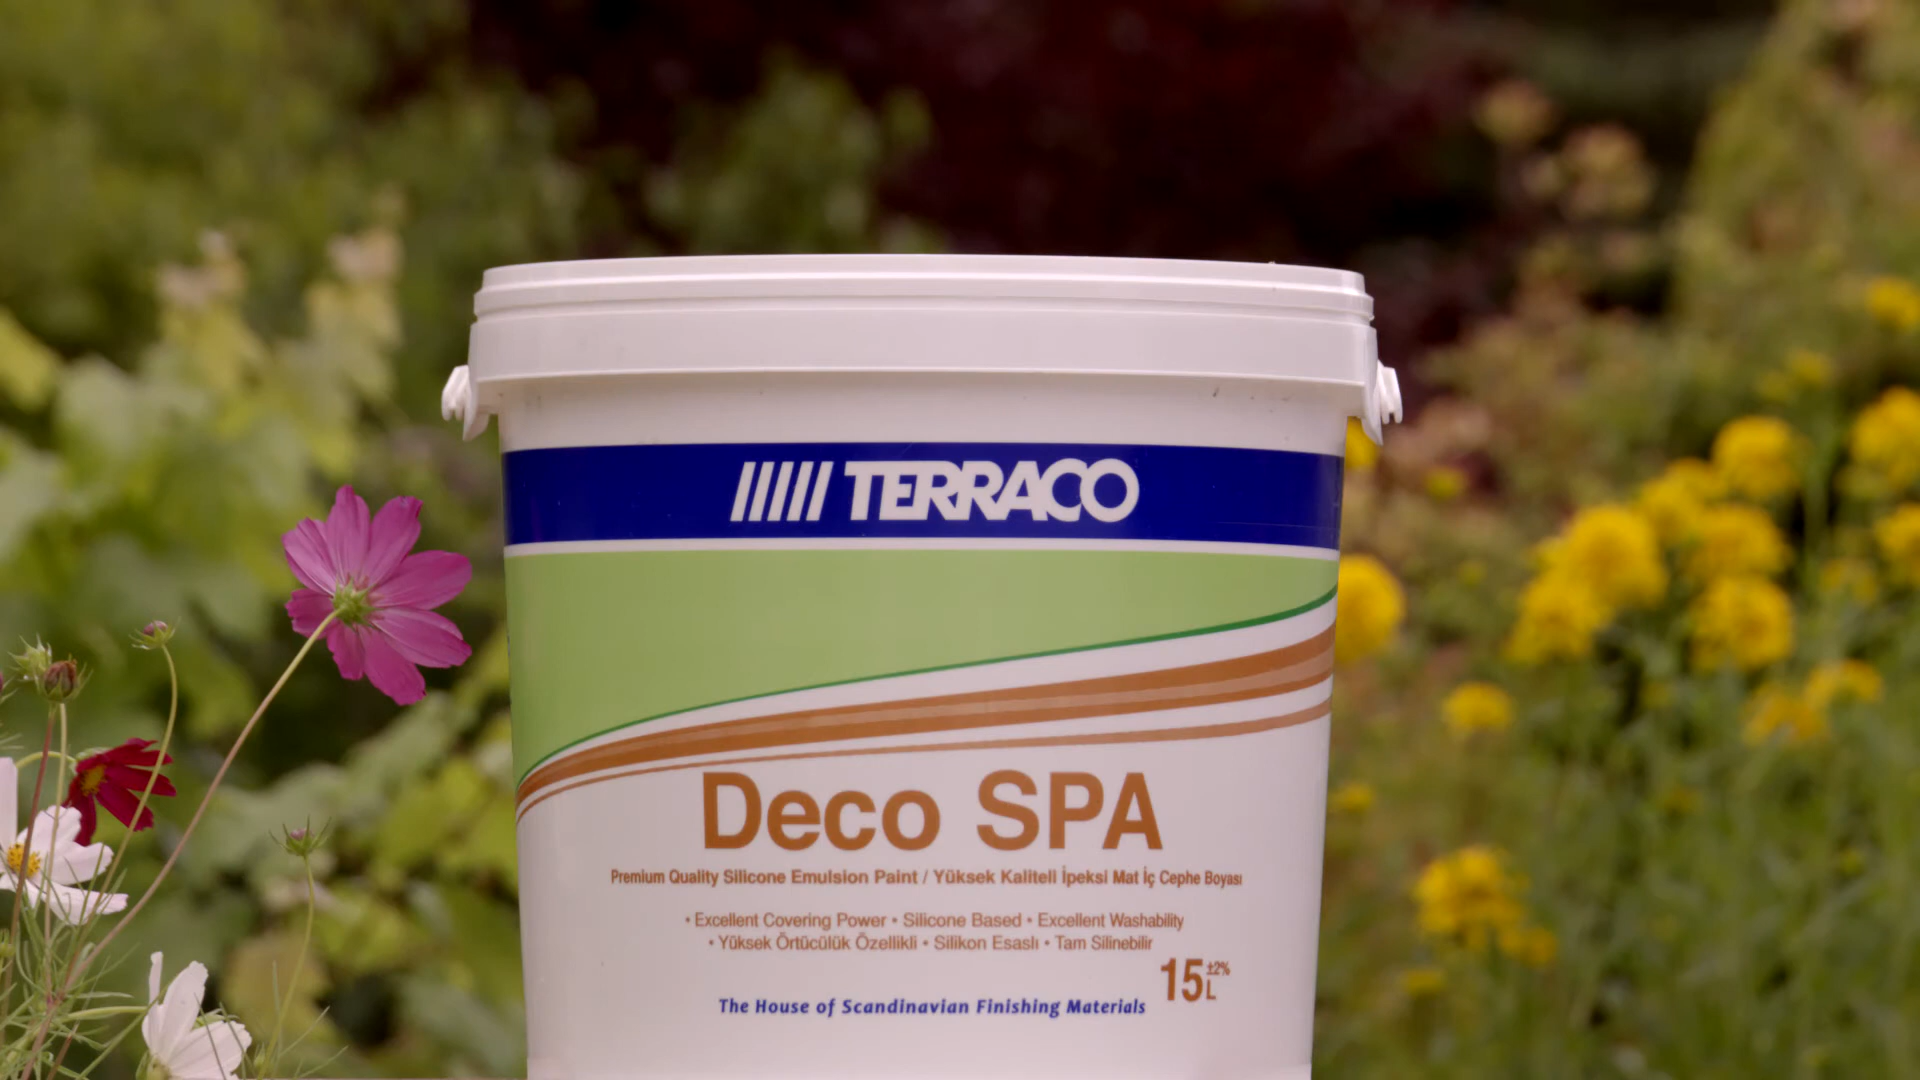 TERRACO
Deco SPA
Premium Quality Silicone Emulsion Paint / Yüksek Kaliteli İpeksi Mat İç Cephe Boyası
• Excellent Covering Power • Silicone Based • Excellent Washability
• Yüksek Örtücülük Özellikli • Silikon Esaslı • Tam Silinebilir
15 L ±2%
The House of Scandinavian Finishing Materials